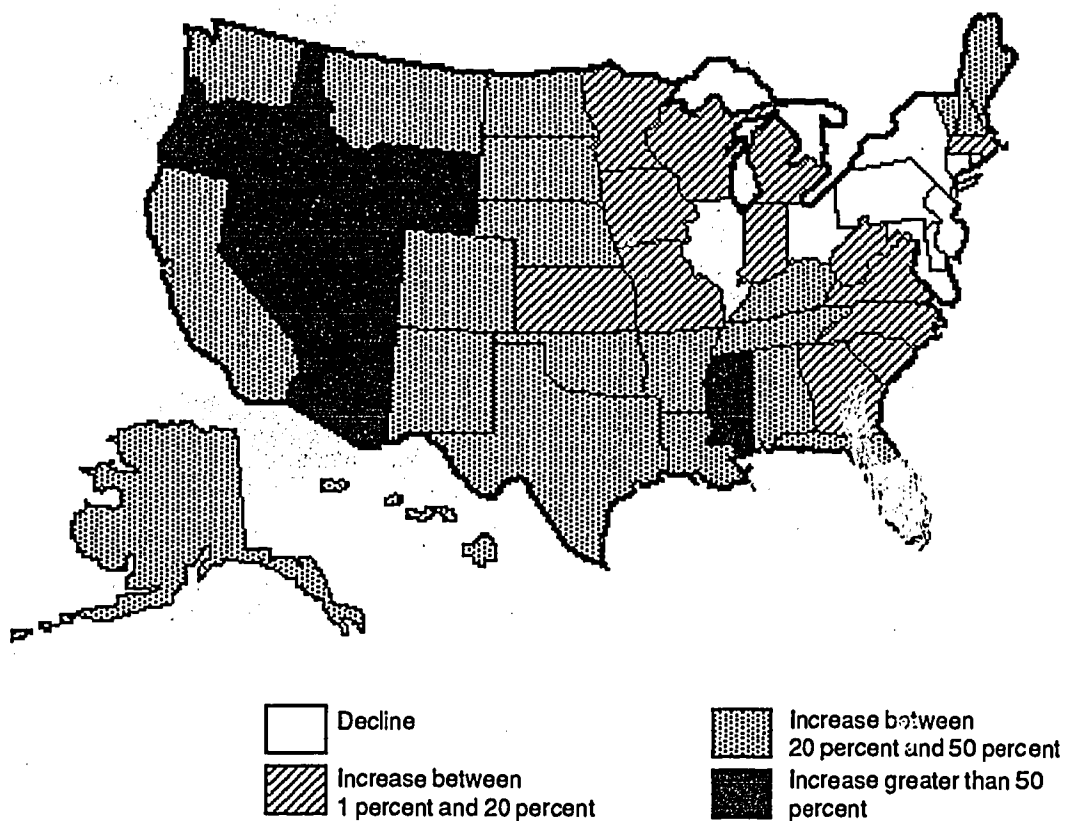 Decline
Increase between
1 percent and 20 percent
Increase between
20 percent and 50 percent
Increase greater than 50
percent